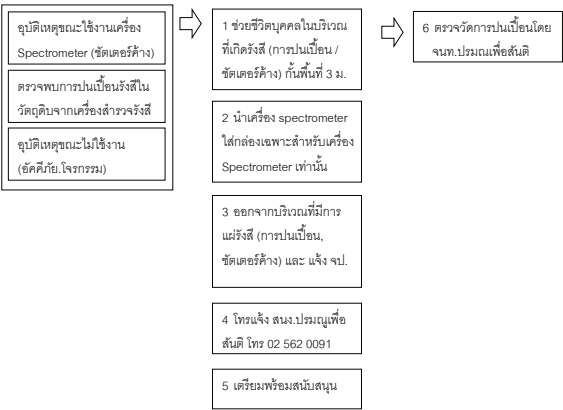 อุบัติเหตุขณะใช้งานเครื่อง
Spectrometer (ชัตเตอร์ค้าง)
ตรวจพบการปนเปื้อนรังสีใน
วัตถุดิบจากเครื่องสำรวจรังสี
อุบัติเหตุขณะไม่ใช้งาน
(อัคคีภัย.โจรกรรม)
1 ช่วยชีวิตบุคคลในบริเวณ
ที่เกิดรังสี (การปนเปื้อน /
ชัตเตอร์ค้าง) กั้นพื้นที่ 3 ม.
2 นำเครื่อง spectrometer
ใส่กล่องเฉพาะสำหรับเครื่อง
Spectrometer เท่านั้น
3 ออกจากบริเวณที่มีการ
แผ่รังสี (การปนเปื้อน,
ชัตเตอร์ค้าง) และ แจ้ง จป.
4 โทรแจ้ง สนง.ปรมณูเพื่อ
สันติ โทร 02 562 0091
5 เตรียมพร้อมสนับสนุน
6 ตรวจวัดการปนเปื้อนโดย
จนท.ปรมณเพื่อสันติ